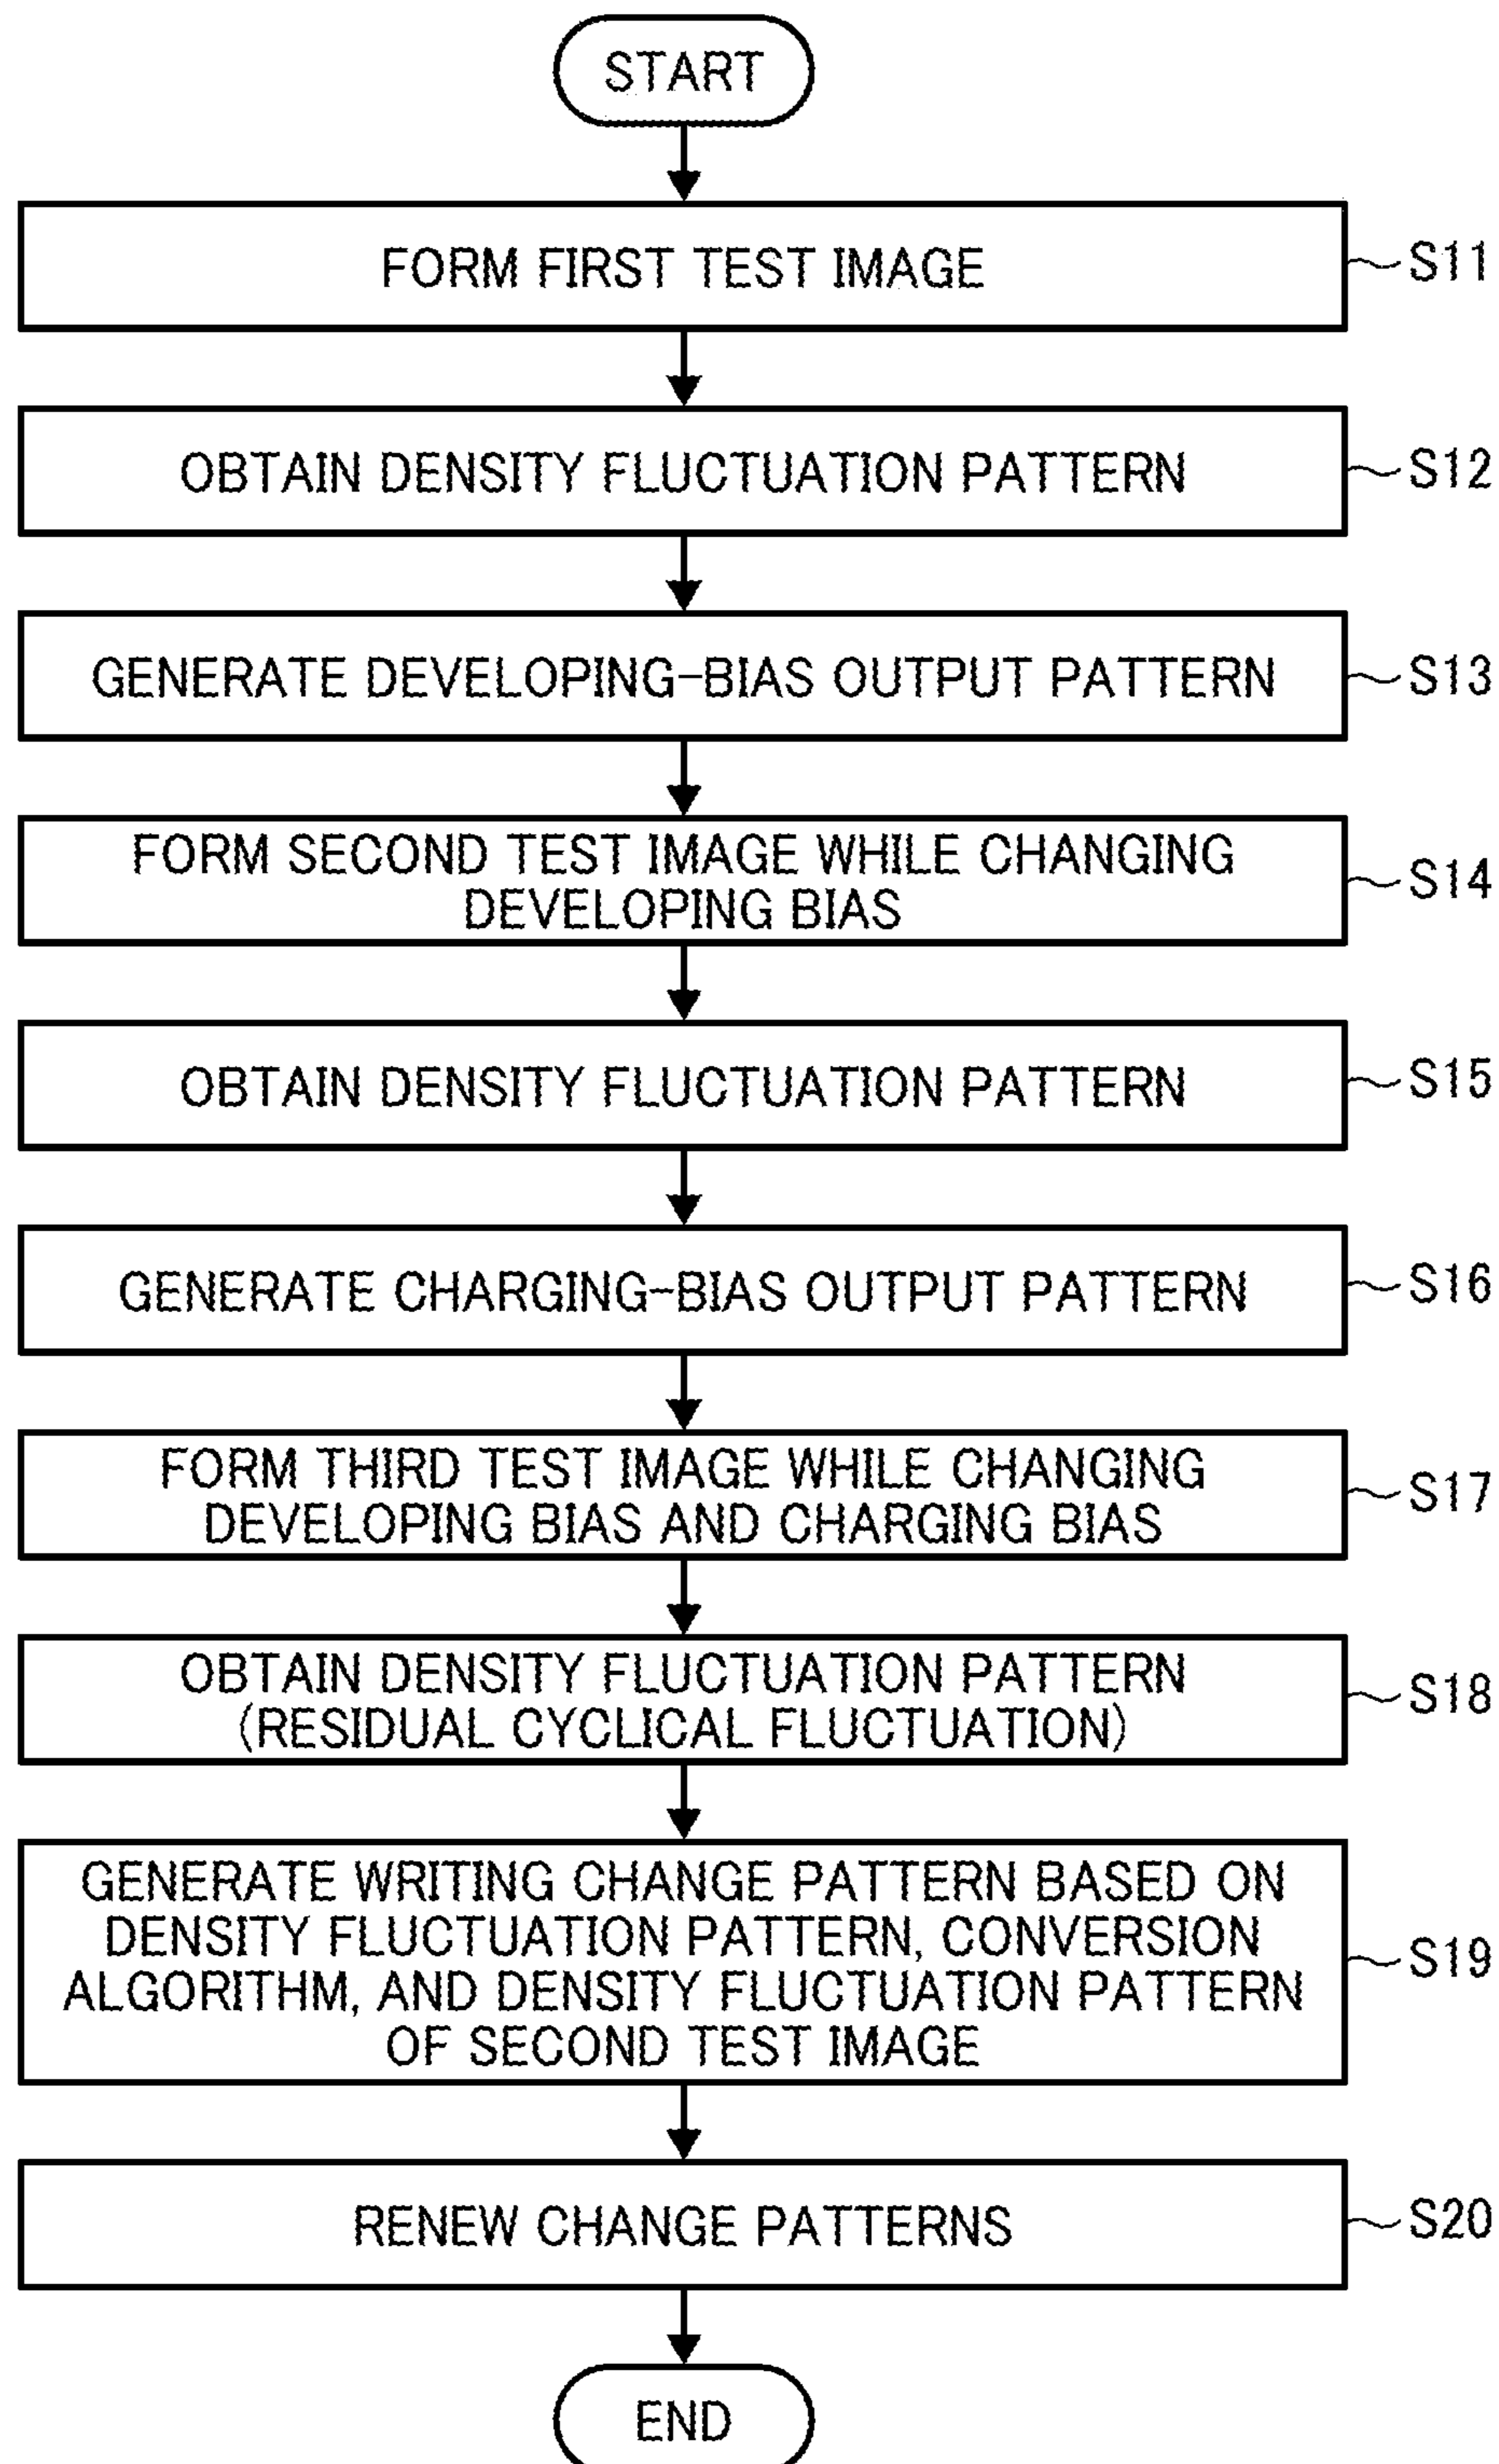 START
FORM FIRST TEST IMAGE
S11
OBTAIN DENSITY FLUCTUATION PATTERN
S12
GENERATE DEVELOPING-BIAS OUTPUT PATTERN
S13
FORM SECOND TEST IMAGE WHILE CHANGING
DEVELOPING BIAS
S14
OBTAIN DENSITY FLUCTUATION PATTERN
S15
GENERATE CHARGING-BIAS OUTPUT PATTERN
S16
FORM THIRD TEST IMAGE WHILE CHANGING
DEVELOPING BIAS AND CHARGING BIAS
S17
OBTAIN DENSITY FLUCTUATION PATTERN
(RESIDUAL CYCLICAL FLUCTUATION)
S18
GENERATE WRITING CHANGE PATTERN BASED ON
DENSITY FLUCTUATION PATTERN, CONVERSION
ALGORITHM, AND DENSITY FLUCTUATION PATTERN
OF SECOND TEST IMAGE
S19
RENEW CHANGE PATTERNS
S20
END